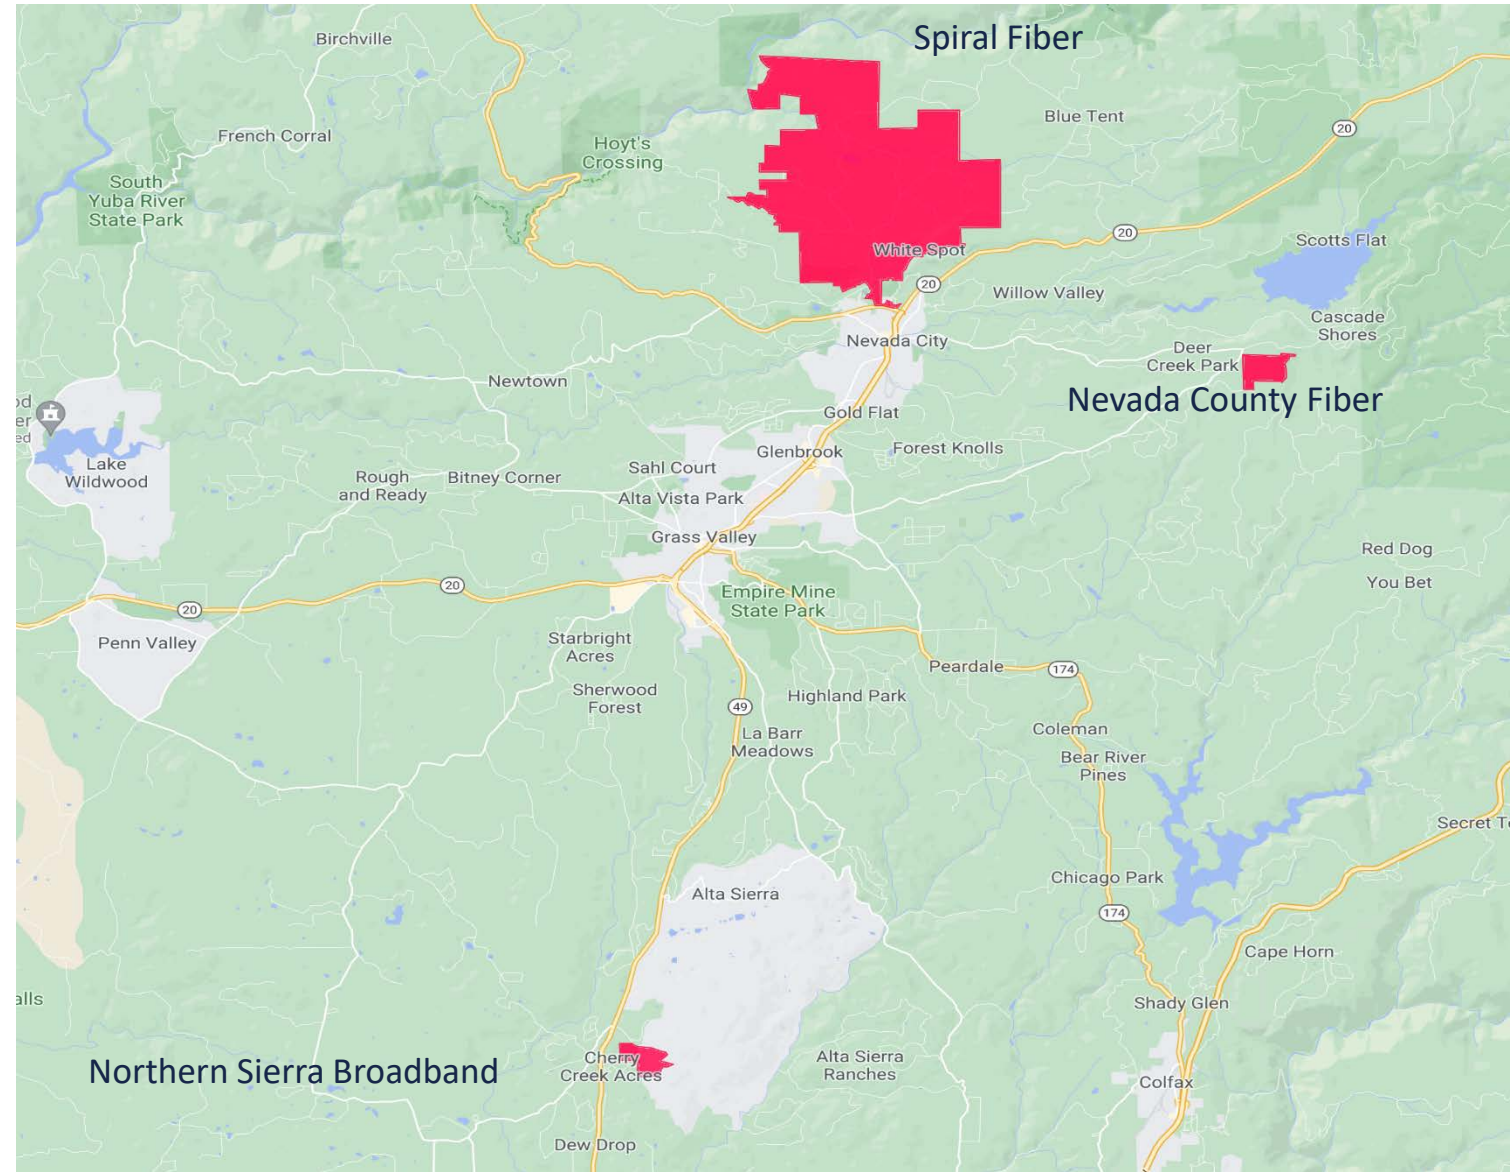 Spiral Fiber
Birchville
Blue Tent
20
French Corral
Hoyt's
Crossing
South
Yuba River
State Park
20
Scotts Flat
White Spot
20
Willow Valley
Cascade
Shores
Nevada City
Deer
Creek Park
Newtown
Nevada County Fiber
Gold Flat
Glenbrook
Forest Knolls
Lake
Wildwood
Rough
and Ready
Bitney Corner
Sahl Court
Alta Vista Park
Grass Valley
Red Dog
You Bet
20
20
Empire Mine
State Park
Penn Valley
Starbright
Acres
Peardale
174
Sherwood
Forest
Highland Park
49
La Barr
Meadows
Coleman
Bear River
Pines
Secret
Chicago Park
Alta Sierra
174
Cape Horn
alls
Shady Glen
Northern Sierra Broadband
Cherry
Creek Acres
Alta Sierra
Ranches
Colfax
Dew Drop